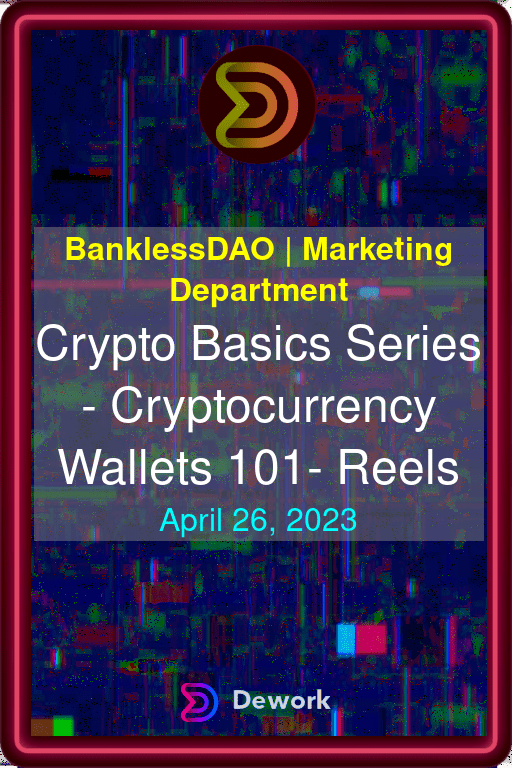 BanklessDAO | Marketing
Department
Crypto Basics Series
- Cryptocurrency
Wallets 101- Reels
April 26, 2023
Dework